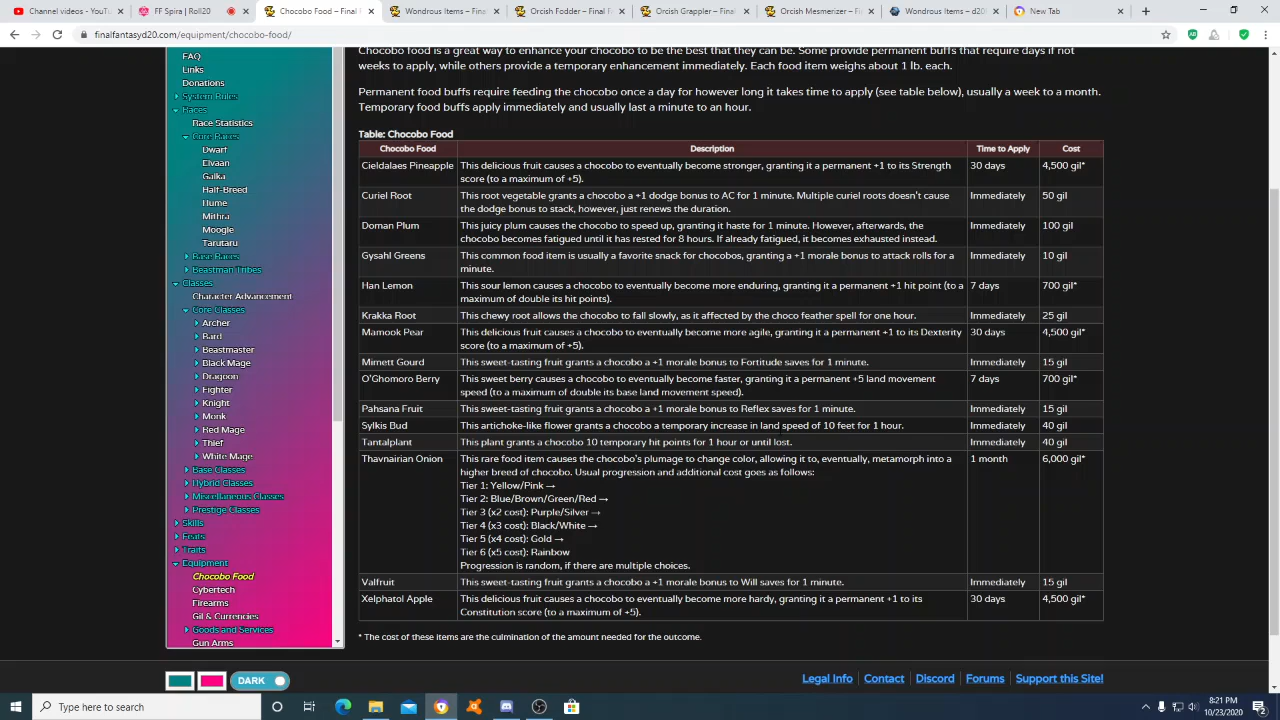 Channel videos - YouTube
FF Spira | Roll20
Chocobo Food – Final F
Wondrous Items – Fina
Orcish Fodder – Final F
Orcish Grappler – Final
Orcish Mesmerizer – Fi
Wondrous Items – d20
New Tab
finalfantasyd20.com/equipment/chocobo-food/
FAQ
Links
Donations
System Rules
Races
Race Statistics
Core Races
Dwarf
Elvaan
Galka
Half-Breed
Hume
Mithra
Moogle
Tarutaru
Base Races
Beastman Tribes
Classes
Character Advancement
Core Classes
Archer
Bard
Beastmaster
Black Mage
Dragoon
Fighter
Knight
Monk
Red Mage
Thief
White Mage
Base Classes
Hybrid Classes
Miscellaneous Classes
Prestige Classes
Skills
Feats
Traits
Equipment
Chocobo Food
Cybertech
Firearms
Gil & Currencies
Goods and Services
Gun Arms
Chocobo food is a great way to enhance your chocobo to be the best that they can be. Some provide permanent buffs that require days if not
weeks to apply, while others provide a temporary enhancement immediately. Each food item weighs about 1 lb. each.
Permanent food buffs require feeding the chocobo once a day for however long it takes time to apply (see table below), usually a week to a month.
Temporary food buffs apply immediately and usually last a minute to an hour.
Table: Chocobo Food
Chocobo Food Description Time to Apply Cost
Cieldalaes Pineapple This delicious fruit causes a chocobo to eventually become stronger, granting it a permanent +1 to its Strength 30 days 4,500 gil*
score (to a maximum of +5).
Curiel Root This root vegetable grants a chocobo a +1 dodge bonus to AC for 1 minute. Multiple curiel roots doesn't cause Immediately 50 gil
the dodge bonus to stack, however, just renews the duration.
Doman Plum This juicy plum causes the chocobo to speed up, granting it haste for 1 minute. However, afterwards, the Immediately 100 gil
chocobo becomes fatigued until it has rested for 8 hours. If already fatigued, it becomes exhausted instead.
Gysahl Greens This common food item is usually a favorite snack for chocobos, granting a +1 morale bonus to attack rolls for a Immediately 10 gil
minute.
Han Lemon This sour lemon causes a chocobo to eventually become more enduring, granting it a permanent +1 hit point (to a 7 days 700 gil*
maximum of double its hit points).
Krakka Root This chewy root allows the chocobo to fall slowly, as it affected by the choco feather spell for one hour. Immediately 25 gil
Mamook Pear This delicious fruit causes a chocobo to eventually become more agile, granting it a permanent +1 to its Dexterity 30 days 4,500 gil*
score (to a maximum of +5).
Mimett Gourd This sweet-tasting fruit grants a chocobo a +1 morale bonus to Fortitude saves for 1 minute. Immediately 15 gil
O'Ghomoro Berry This sweet berry causes a chocobo to eventually become faster, granting it a permanent +5 land movement 7 days 700 gil*
speed (to a maximum of double its base land movement speed).
Pahsana Fruit This sweet-tasting fruit grants a chocobo a +1 morale bonus to Reflex saves for 1 minute. Immediately 15 gil
Sylkis Bud This artichoke-like flower grants a chocobo a temporary increase in land speed of 10 feet for 1 hour. Immediately 40 gil
Tantalplant This plant grants a chocobo 10 temporary hit points for 1 hour or until lost. Immediately 40 gil
Thavnairian Onion This rare food item causes the chocobo's plumage to change color, allowing it to, eventually, metamorph into a 1 month 6,000 gil*
higher breed of chocobo. Usual progression and additional cost goes as follows:
Tier 1: Yellow/Pink →
Tier 2: Blue/Brown/Green/Red →
Tier 3 (x2 cost): Purple/Silver →
Tier 4 (x3 cost): Black/White →
Tier 5 (x4 cost): Gold →
Tier 6 (x5 cost): Rainbow
Progression is random, if there are multiple choices.
Valfruit This sweet-tasting fruit grants a chocobo a +1 morale bonus to Will saves for 1 minute. Immediately 15 gil
Xelphatol Apple This delicious fruit causes a chocobo to eventually become more hardy, granting it a permanent +1 to its 30 days 4,500 gil*
Constitution score (to a maximum of +5).
* The cost of these items are the culmination of the amount needed for the outcome.
DARK
Legal Info | Contact | Discord | Forums | Support this Site!
Type here to search
8:21 PM
10/23/2020
2